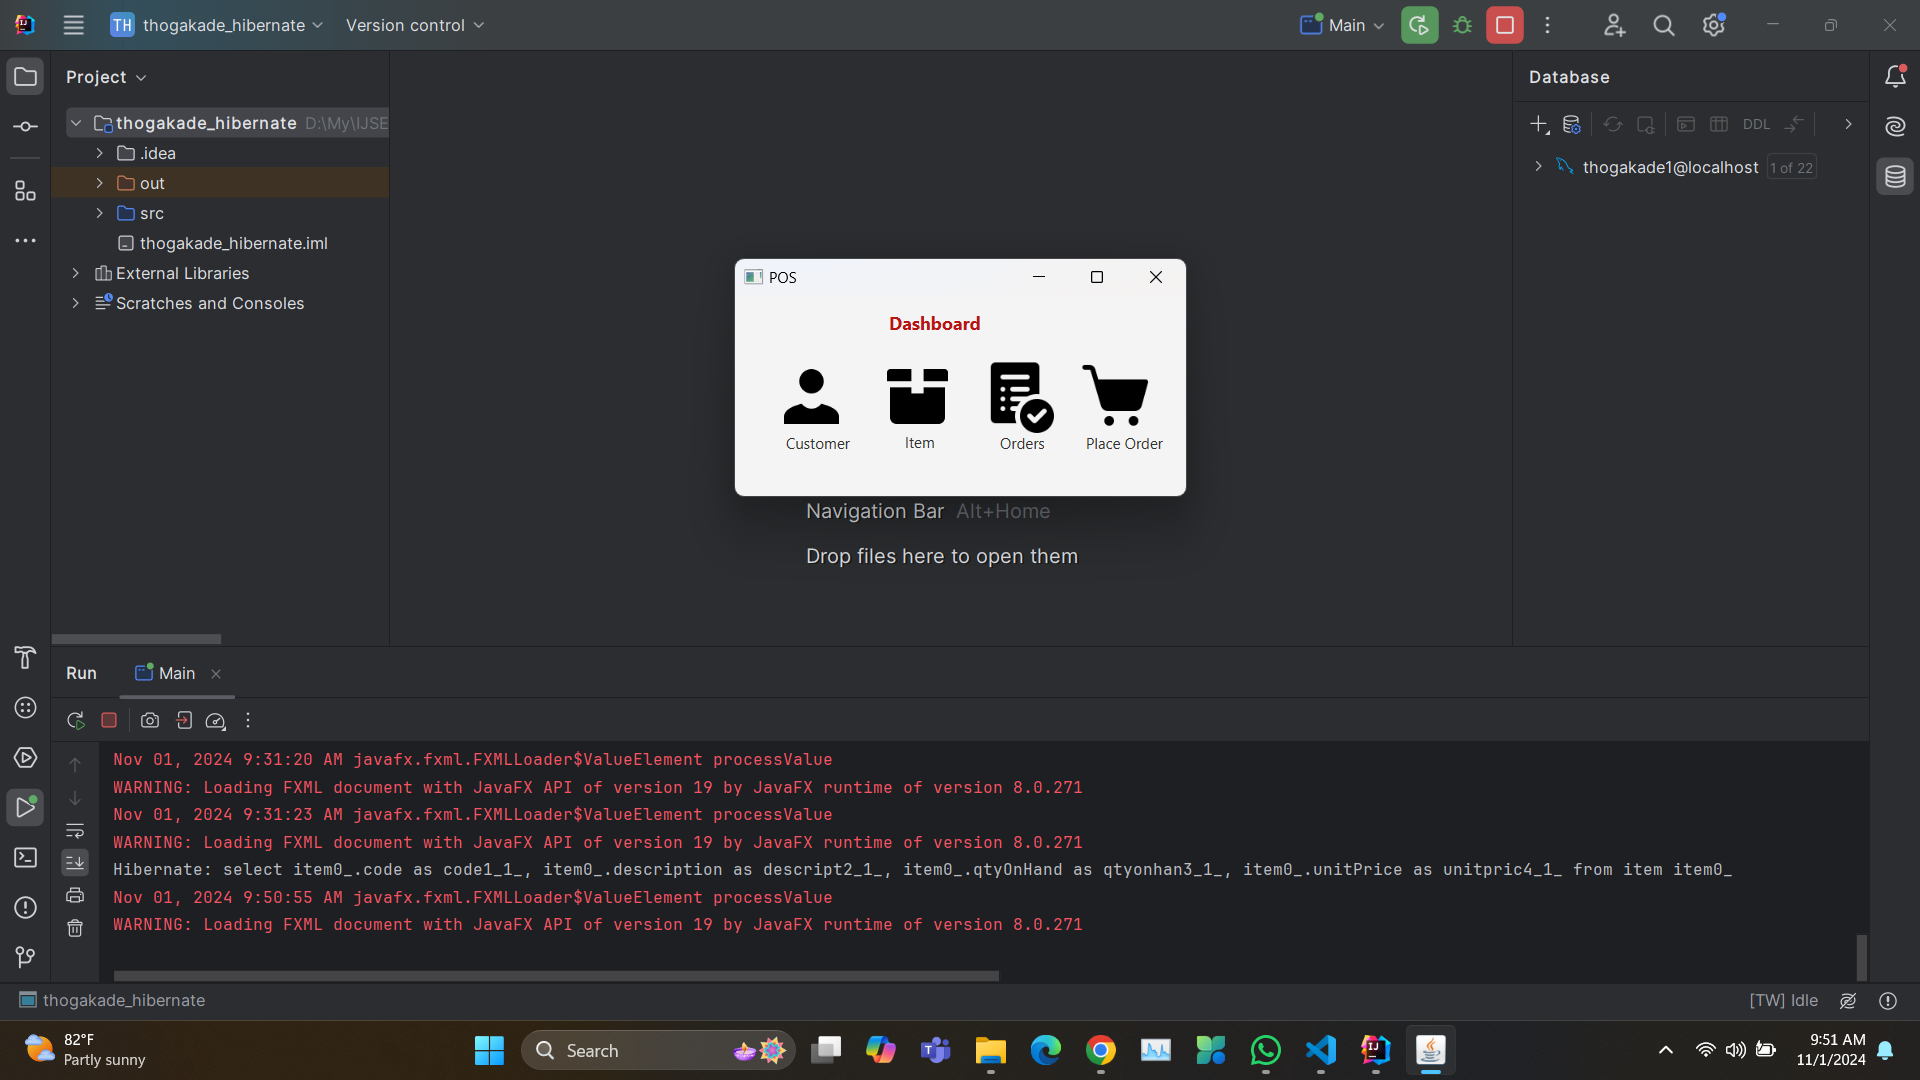 TH thogakade_hibernate Version control Main
Project
thogakade_hibernate D:\My\IJSE
.idea
out
src
thogakade_hibernate.iml
External Libraries
Scratches and Consoles
Database
DDL
thogakade1@localhost 1 of 22
POS
Dashboard
Customer Item Orders Place Order
Navigation Bar Alt+Home
Drop files here to open them
Run Main
Nov 01, 2024 9:31:20 AM javafx.fxml.FXMLLoader$ValueElement processValue
WARNING: Loading FXML document with JavaFX API of version 19 by JavaFX runtime of version 8.0.271
Nov 01, 2024 9:31:23 AM javafx.fxml.FXMLLoader$ValueElement processValue
WARNING: Loading FXML document with JavaFX API of version 19 by JavaFX runtime of version 8.0.271
Hibernate: select item0_.code as code1_1_, item0_.description as descript2_1_, item0_.qtyOnHand as qtyonhan3_1_, item0_.unitPrice as unitpric4_1_ from item item0_
Nov 01, 2024 9:50:55 AM javafx.fxml.FXMLLoader$ValueElement processValue
WARNING: Loading FXML document with JavaFX API of version 19 by JavaFX runtime of version 8.0.271
thogakade_hibernate
[TW] Idle
82°F
Partly sunny
Search
9:51 AM
11/1/2024